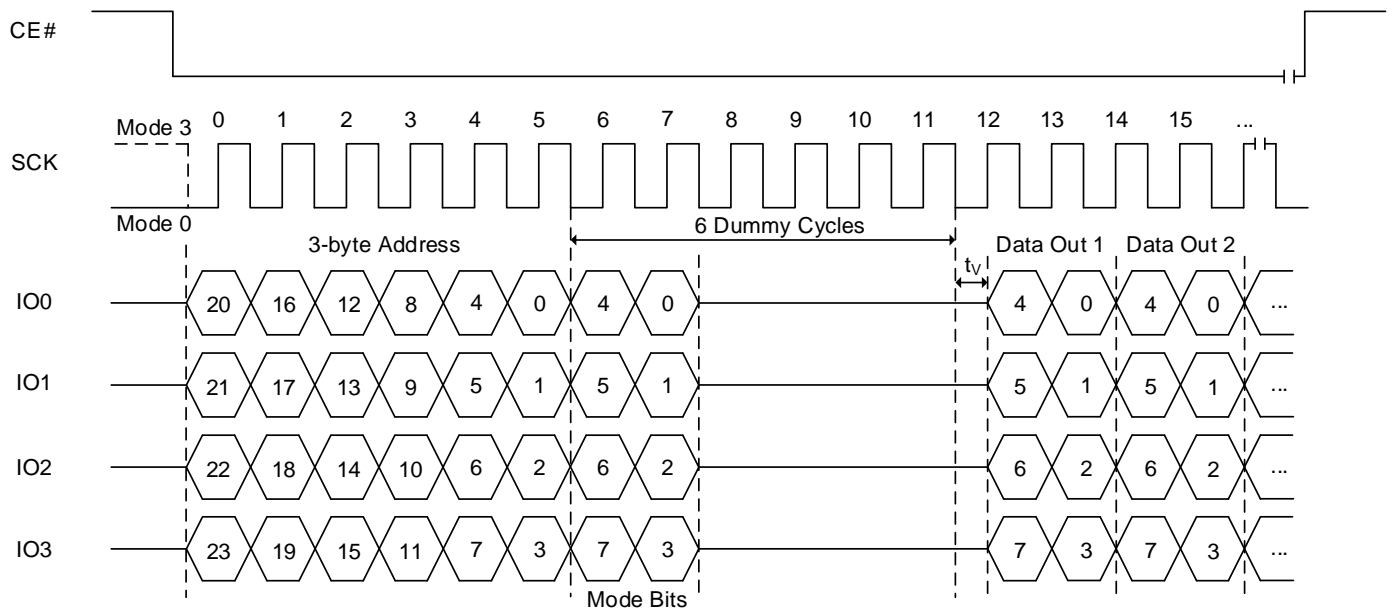 CE#
Mode 3 0 1 2 3 4 5 6 7 8 9 10 11 12 13 14 15 ...
SCK
Mode 0
3-byte Address 6 Dummy Cycles Data Out 1 Data Out 2
tV
IO0 20 16 12 8 4 0 4 0 4 0 4 0 ...
IO1 21 17 13 9 5 1 5 1 5 1 5 1 ...
IO2 22 18 14 10 6 2 6 2 6 2 6 2 ...
IO3 23 19 15 11 7 3 7 3 7 3 7 3 ...
Mode Bits